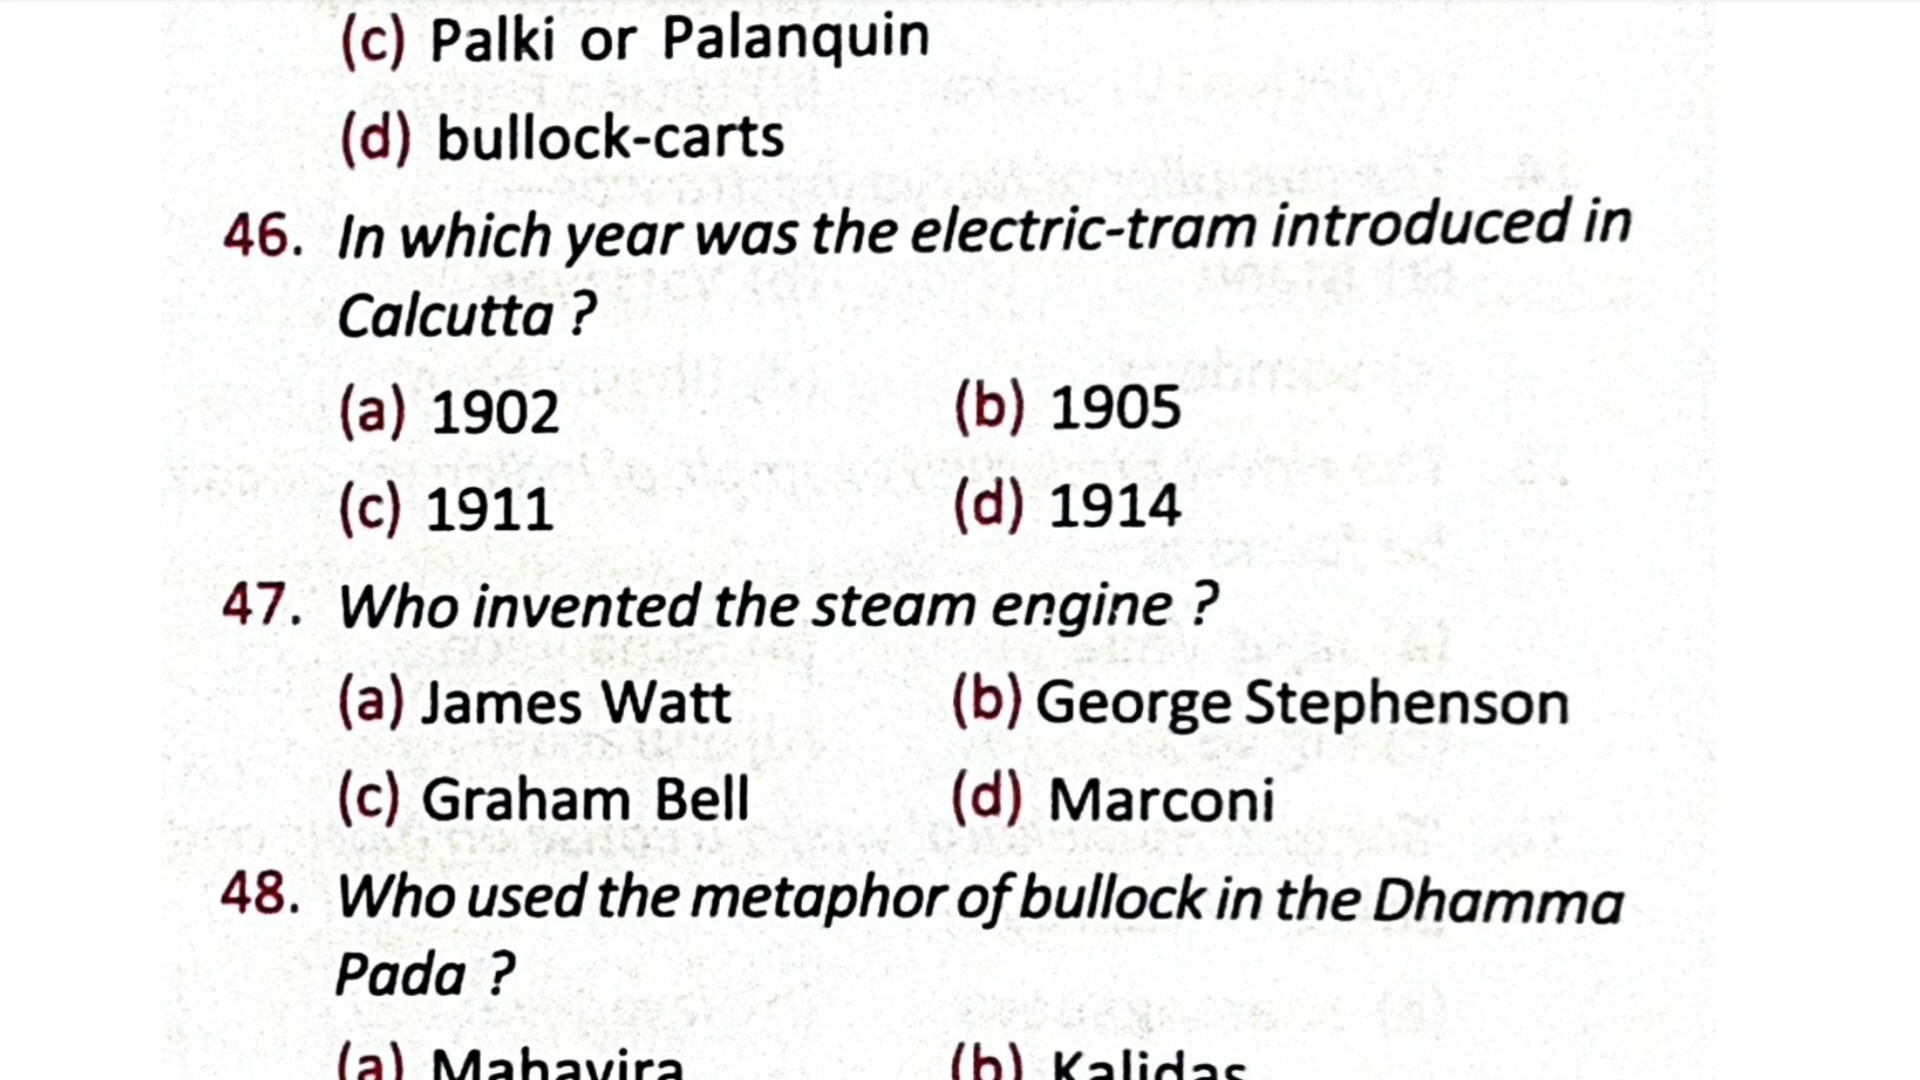 (c) Palki or Palanquin
(d) bullock-carts
46. In which year was the electric-tram introduced in
Calcutta ?
(a) 1902 (b) 1905
(c) 1911 (d) 1914
47. Who invented the steam engine ?
(a) James Watt (b) George Stephenson
(c) Graham Bell (d) Marconi
48. Who used the metaphor of bullock in the Dhamma
Pada ?
(a) Mahavira (b) Kalidas